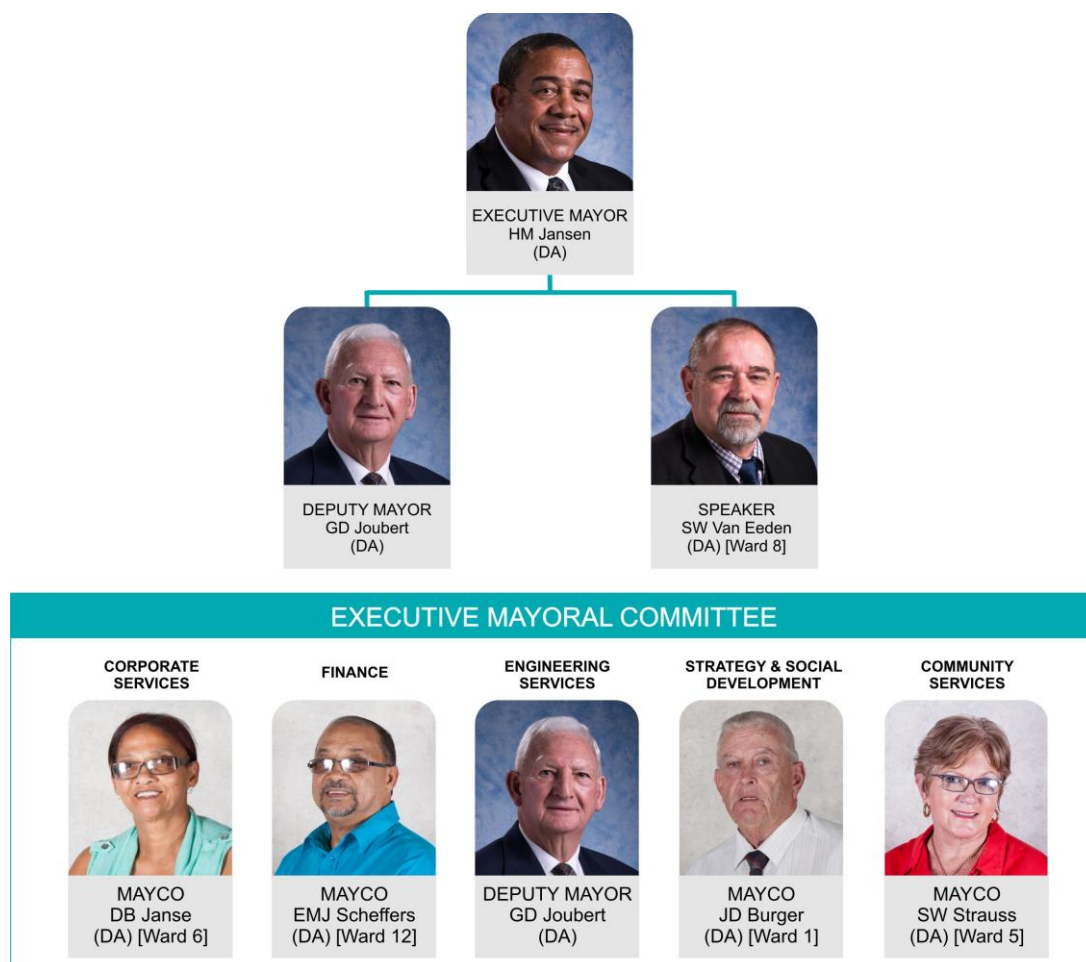 EXECUTIVE MAYOR
HM Jansen
(DA)
DEPUTY MAYOR
GD Joubert
(DA)
SPEAKER
SW Van Eeden
(DA) [Ward 8]
EXECUTIVE MAYORAL COMMITTEE
CORPORATE
SERVICES
MAYCO
DB Janse
(DA) [Ward 6]
FINANCE
MAYCO
EMJ Scheffers
(DA) [Ward 12]
ENGINEERING
SERVICES
DEPUTY MAYOR
GD Joubert
(DA)
STRATEGY & SOCIAL
DEVELOPMENT
MAYCO
JD Burger
(DA) [Ward 1]
COMMUNITY
SERVICES
MAYCO
SW Strauss
(DA) [Ward 5]